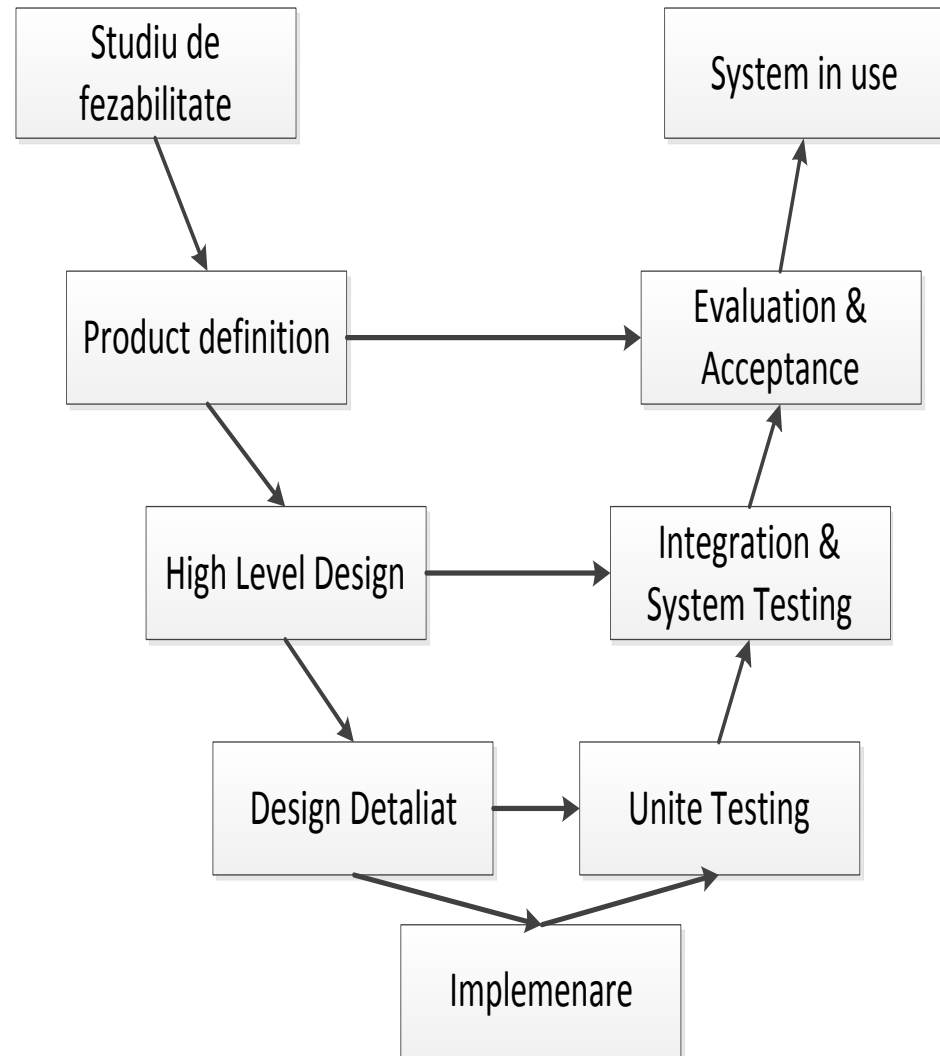 Studiu de
fezabilitate
System in use
Product definition
Evaluation &
Acceptance
High Level Design
Integration &
System Testing
Design Detaliat
Unite Testing
Implemenare